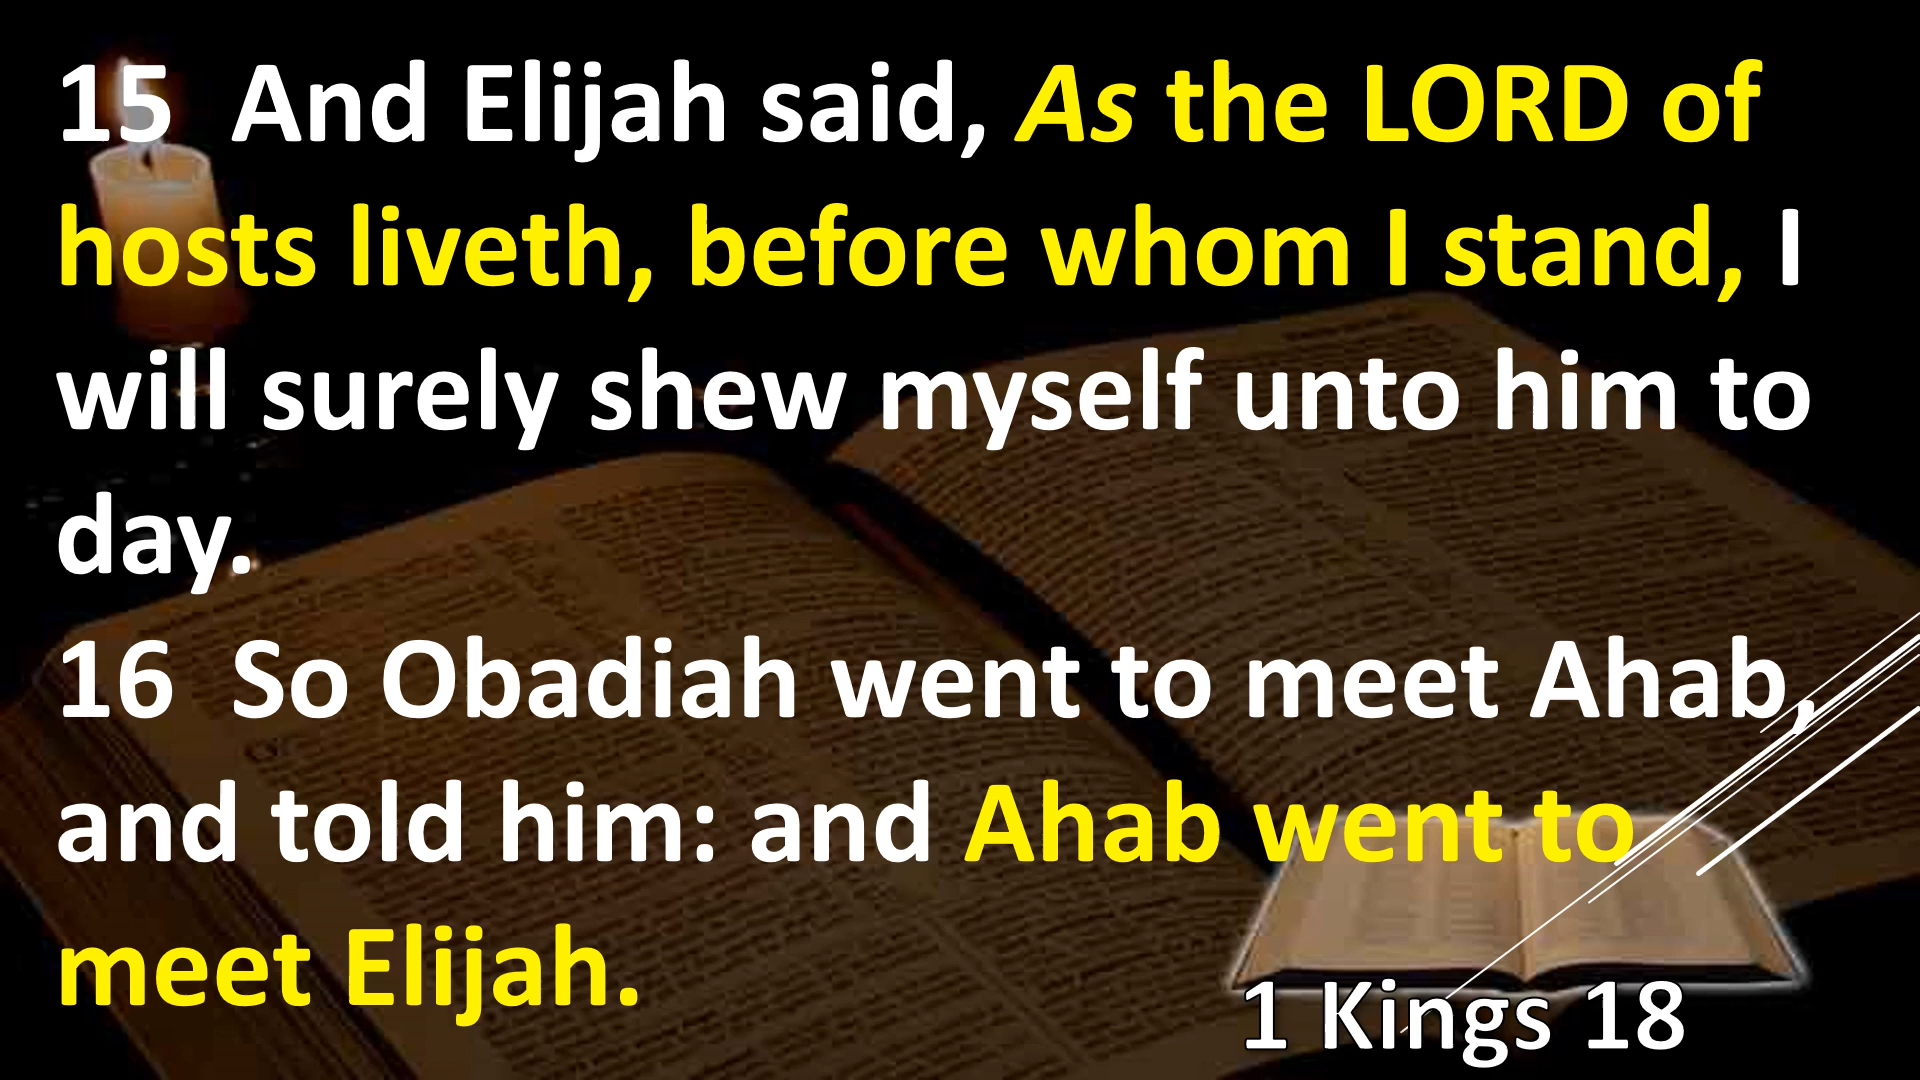 15  And Elijah said, As the LORD of
hosts liveth, before whom I stand, I
will surely shew myself unto him to
day.
16  So Obadiah went to meet Ahab,
and told him: and Ahab went to
meet Elijah.
1 Kings 18